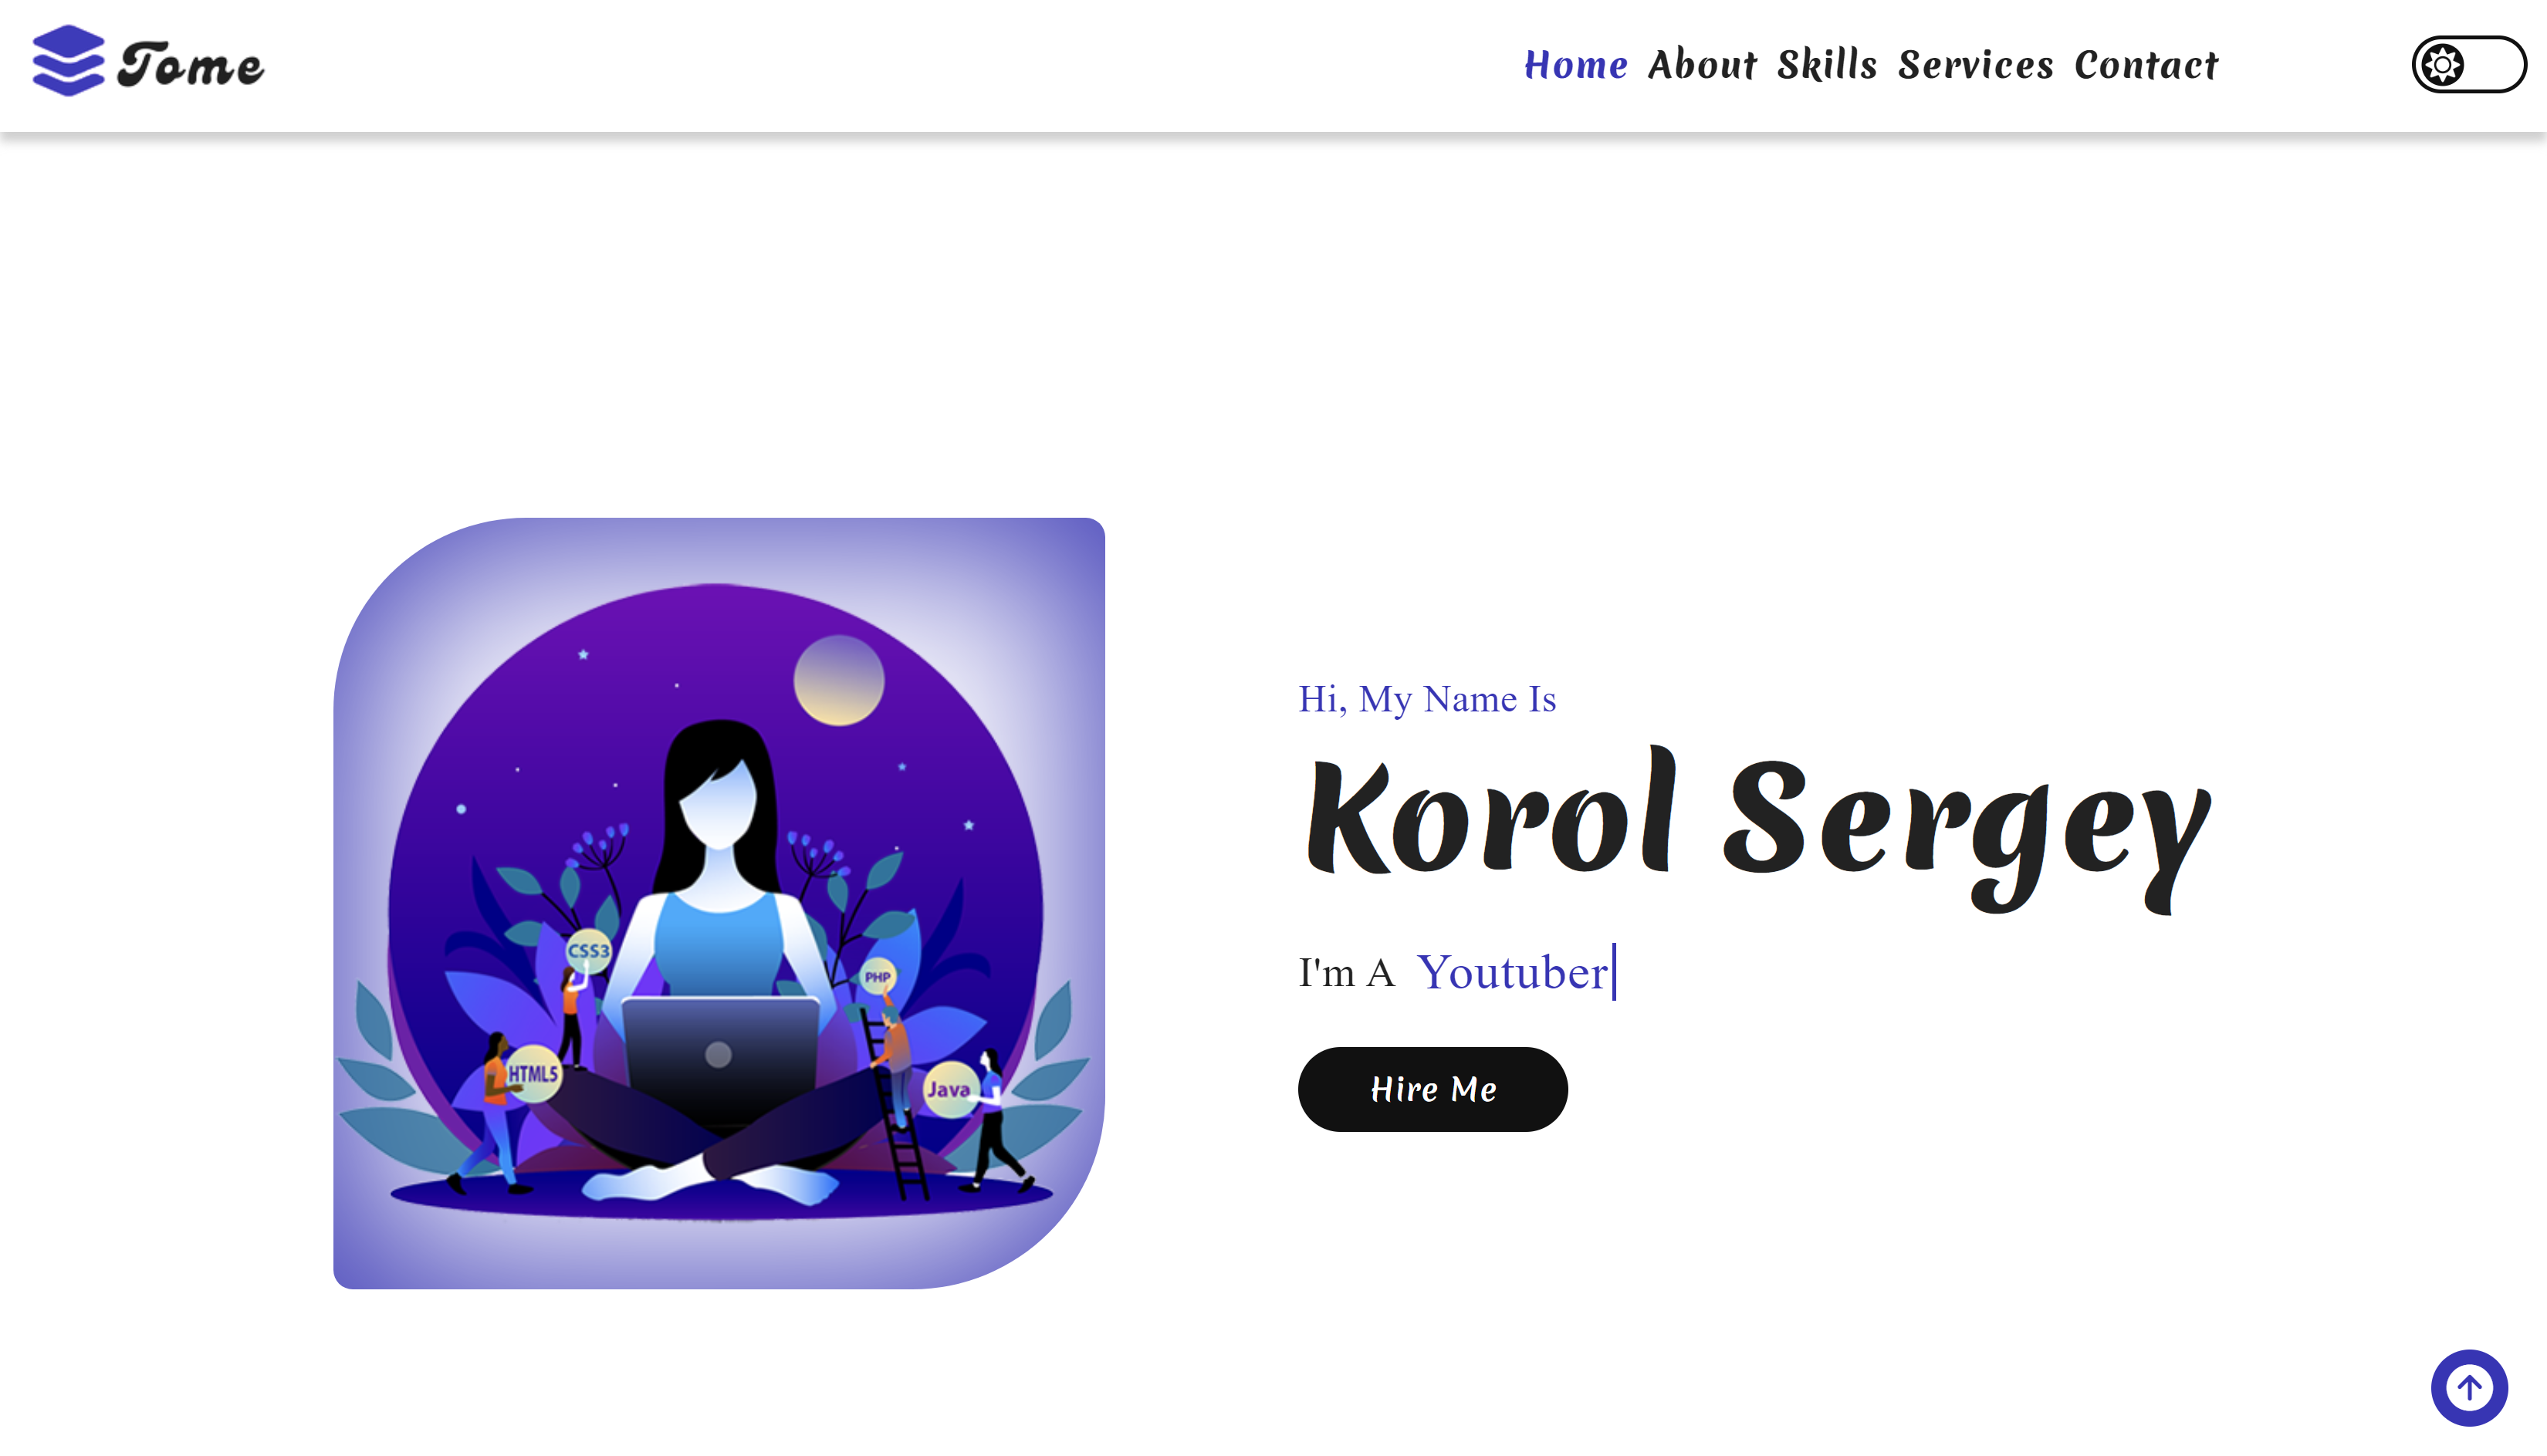 Tome
Home About Skills Services Contact
Hi, My Name Is
Korol Sergey
I'm A Youtuber
Hire Me
CSS3
PHP
HTML5
Java